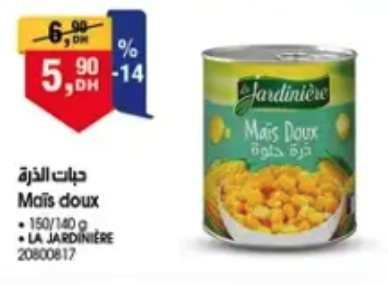 6,90 DH
5,90 DH
% -14
La Jardinière
Maïs Doux
ذرة حلوة
حبات الذرة
Maïs doux
• 150/140 g
• LA JARDINIÈRE
20800817